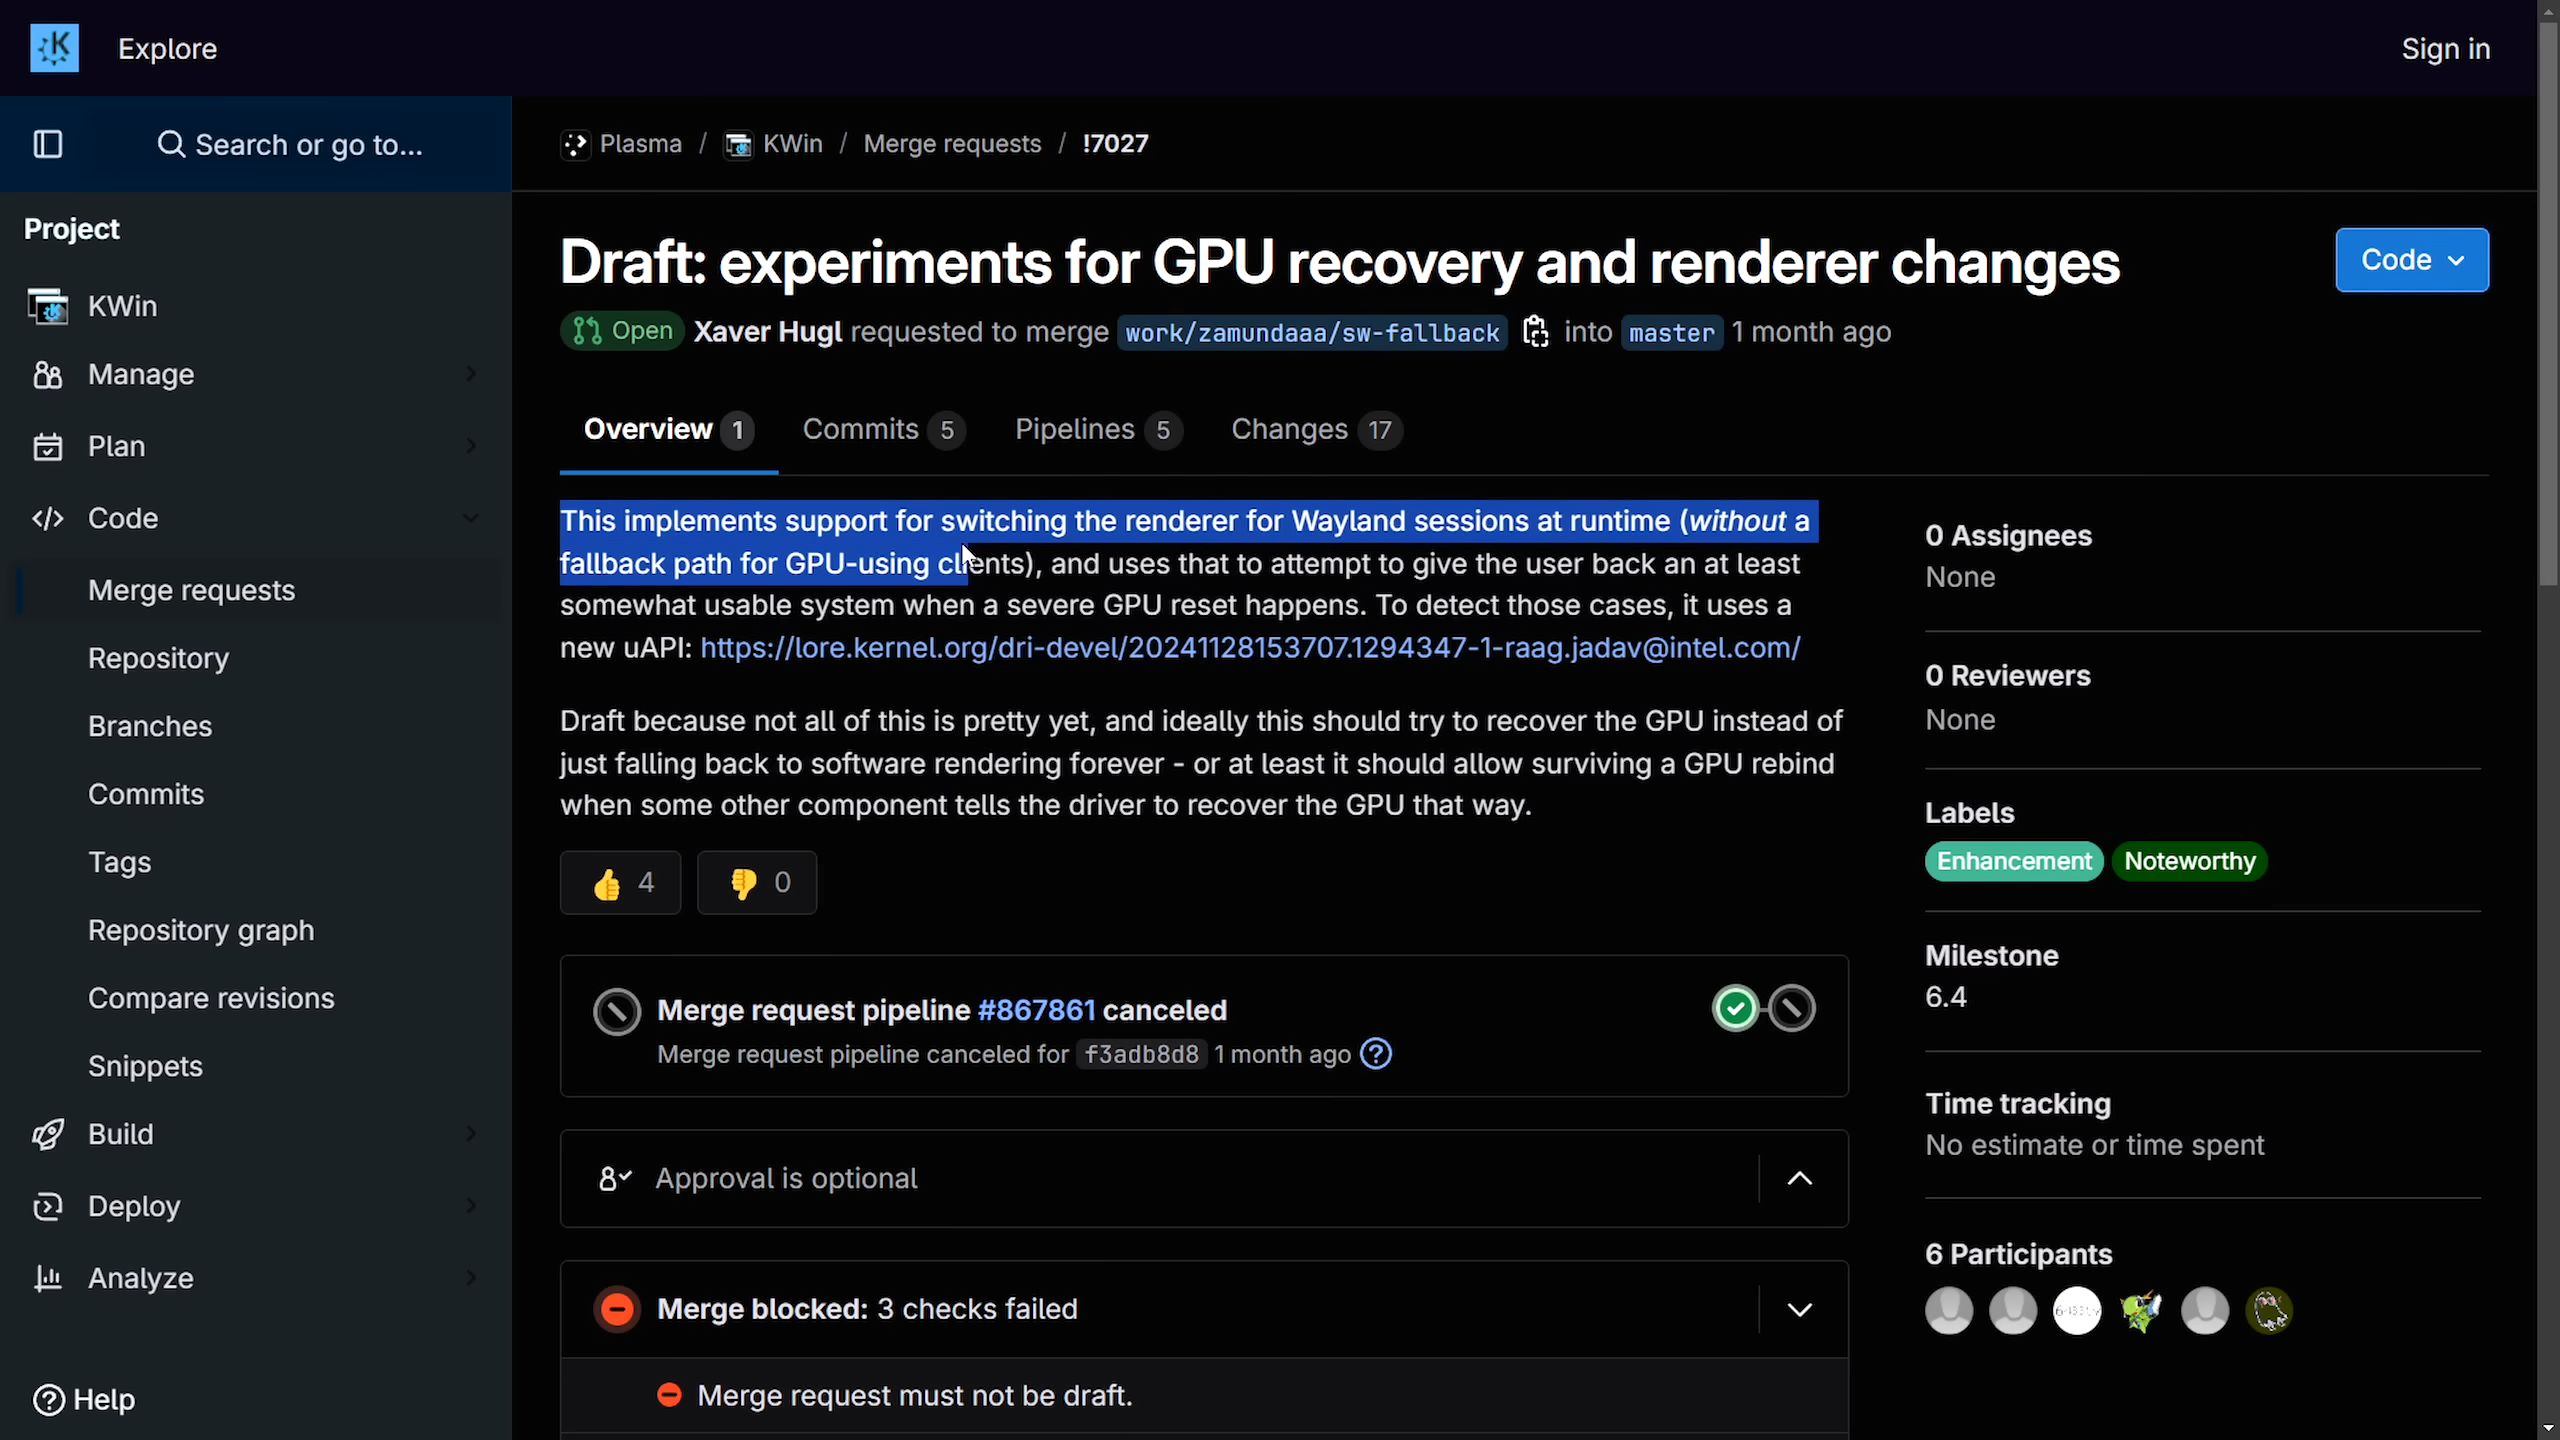 Explore
Sign in
Search or go to...
Plasma / KWin / Merge requests / !7027
Project
KWin
Manage
Plan
Code
Merge requests
Repository
Branches
Commits
Tags
Repository graph
Compare revisions
Snippets
Build
Deploy
Analyze
Help
Draft: experiments for GPU recovery and renderer changes
Code
Open Xaver Hugl requested to merge work/zamundaaa/sw-fallback into master 1 month ago
Overview 1 Commits 5 Pipelines 5 Changes 17
This implements support for switching the renderer for Wayland sessions at runtime (without a
fallback path for GPU-using clients), and uses that to attempt to give the user back an at least
somewhat usable system when a severe GPU reset happens. To detect those cases, it uses a
new uAPI: https://lore.kernel.org/dri-devel/20241128153707.1294347-1-raag.jadav@intel.com/
Draft because not all of this is pretty yet, and ideally this should try to recover the GPU instead of
just falling back to software rendering forever - or at least it should allow surviving a GPU rebind
when some other component tells the driver to recover the GPU that way.
4 0
Merge request pipeline #867861 canceled
Merge request pipeline canceled for f3adb8d8 1 month ago
Approval is optional
Merge blocked: 3 checks failed
Merge request must not be draft.
0 Assignees
None
0 Reviewers
None
Labels
Enhancement Noteworthy
Milestone
6.4
Time tracking
No estimate or time spent
6 Participants